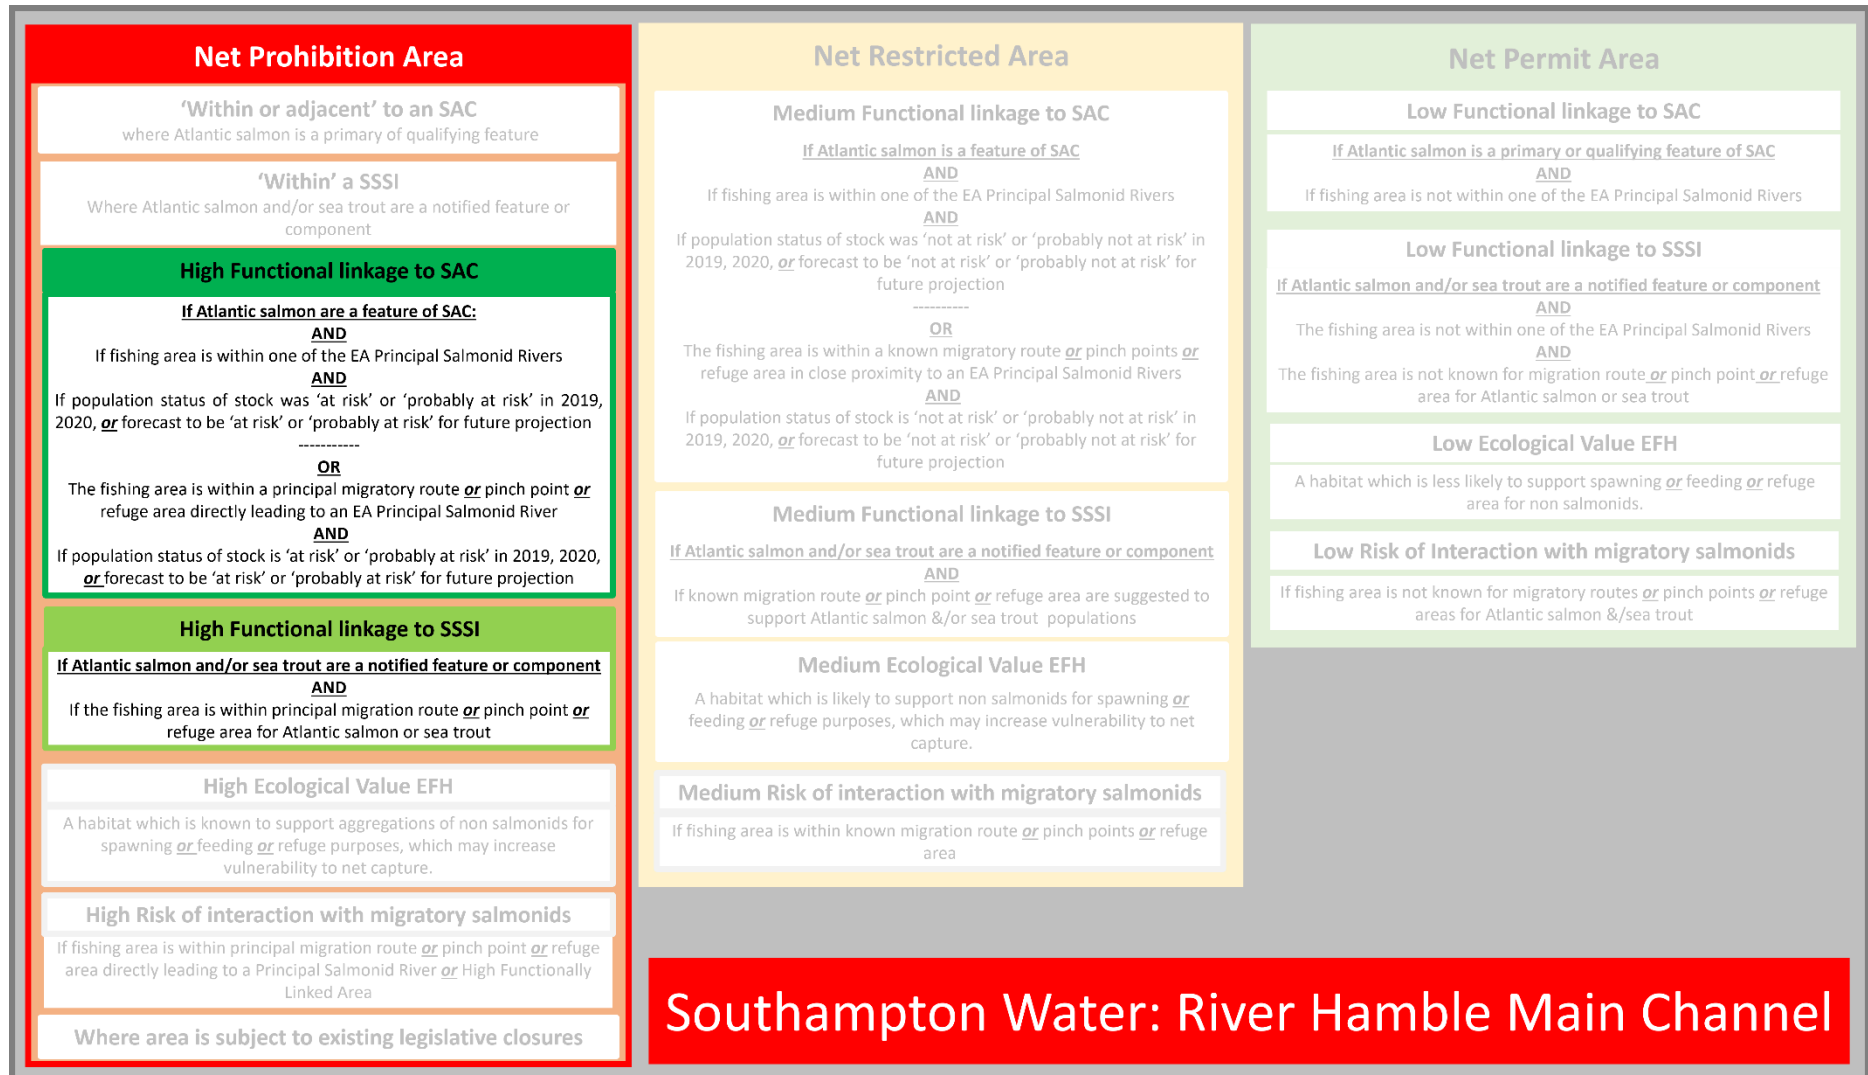 Net Prohibition Area
‘Within or adjacent’ to an SAC
where Atlantic salmon is a primary of qualifying feature
‘Within’ a SSSI
Where Atlantic salmon and/or sea trout are a notified feature or
component
High Functional linkage to SAC
If Atlantic salmon are a feature of SAC:
AND
If fishing area is within one of the EA Principal Salmonid Rivers
AND
If population status of stock was ‘at risk’ or ‘probably at risk’ in 2019,
2020, or forecast to be ‘at risk’ or ‘probably at risk’ for future projection
-----------
OR
The fishing area is within a principal migratory route or pinch point or
refuge area directly leading to an EA Principal Salmonid River
AND
If population status of stock is ‘at risk’ or ‘probably at risk’ in 2019, 2020,
or forecast to be ‘at risk’ or ‘probably at risk’ for future projection
High Functional linkage to SSSI
If Atlantic salmon and/or sea trout are a notified feature or component
AND
If the fishing area is within principal migration route or pinch point or
refuge area for Atlantic salmon or sea trout
High Ecological Value EFH
A habitat which is known to support aggregations of non salmonids for
spawning or feeding or refuge purposes, which may increase
vulnerability to net capture.
High Risk of interaction with migratory salmonids
If fishing area is within principal migration route or pinch point or refuge
area directly leading to a Principal Salmonid River or High Functionally
Linked Area
Where area is subject to existing legislative closures
Net Restricted Area
Medium Functional linkage to SAC
If Atlantic salmon is a feature of SAC
AND
If fishing area is within one of the EA Principal Salmonid Rivers
AND
If population status of stock was ‘not at risk’ or ‘probably not at risk’ in
2019, 2020, or forecast to be ‘not at risk’ or ‘probably not at risk’ for
future projection
----------
OR
The fishing area is within a known migratory route or pinch points or
refuge area in close proximity to an EA Principal Salmonid Rivers
AND
If population status of stock is ‘not at risk’ or ‘probably not at risk’ in
2019, 2020, or forecast to be ‘not at risk’ or ‘probably not at risk’ for
future projection
Medium Functional linkage to SSSI
If Atlantic salmon and/or sea trout are a notified feature or component
AND
If known migration route or pinch point or refuge area are suggested to
support Atlantic salmon &/or sea trout populations
Medium Ecological Value EFH
A habitat which is likely to support non salmonids for spawning or
feeding or refuge purposes, which may increase vulnerability to net
capture.
Medium Risk of interaction with migratory salmonids
If fishing area is within known migration route or pinch points or refuge
area
Net Permit Area
Low Functional linkage to SAC
If Atlantic salmon is a primary or qualifying feature of SAC
AND
If fishing area is not within one of the EA Principal Salmonid Rivers
Low Functional linkage to SSSI
If Atlantic salmon and/or sea trout are a notified feature or component
AND
The fishing area is not within one of the EA Principal Salmonid Rivers
AND
The fishing area is not known for migration route or pinch point or refuge
area for Atlantic salmon or sea trout
Low Ecological Value EFH
A habitat which is less likely to support spawning or feeding or refuge
area for non salmonids.
Low Risk of Interaction with migratory salmonids
If fishing area is not known for migratory routes or pinch points or refuge
areas for Atlantic salmon &/sea trout
Southampton Water: River Hamble Main Channel